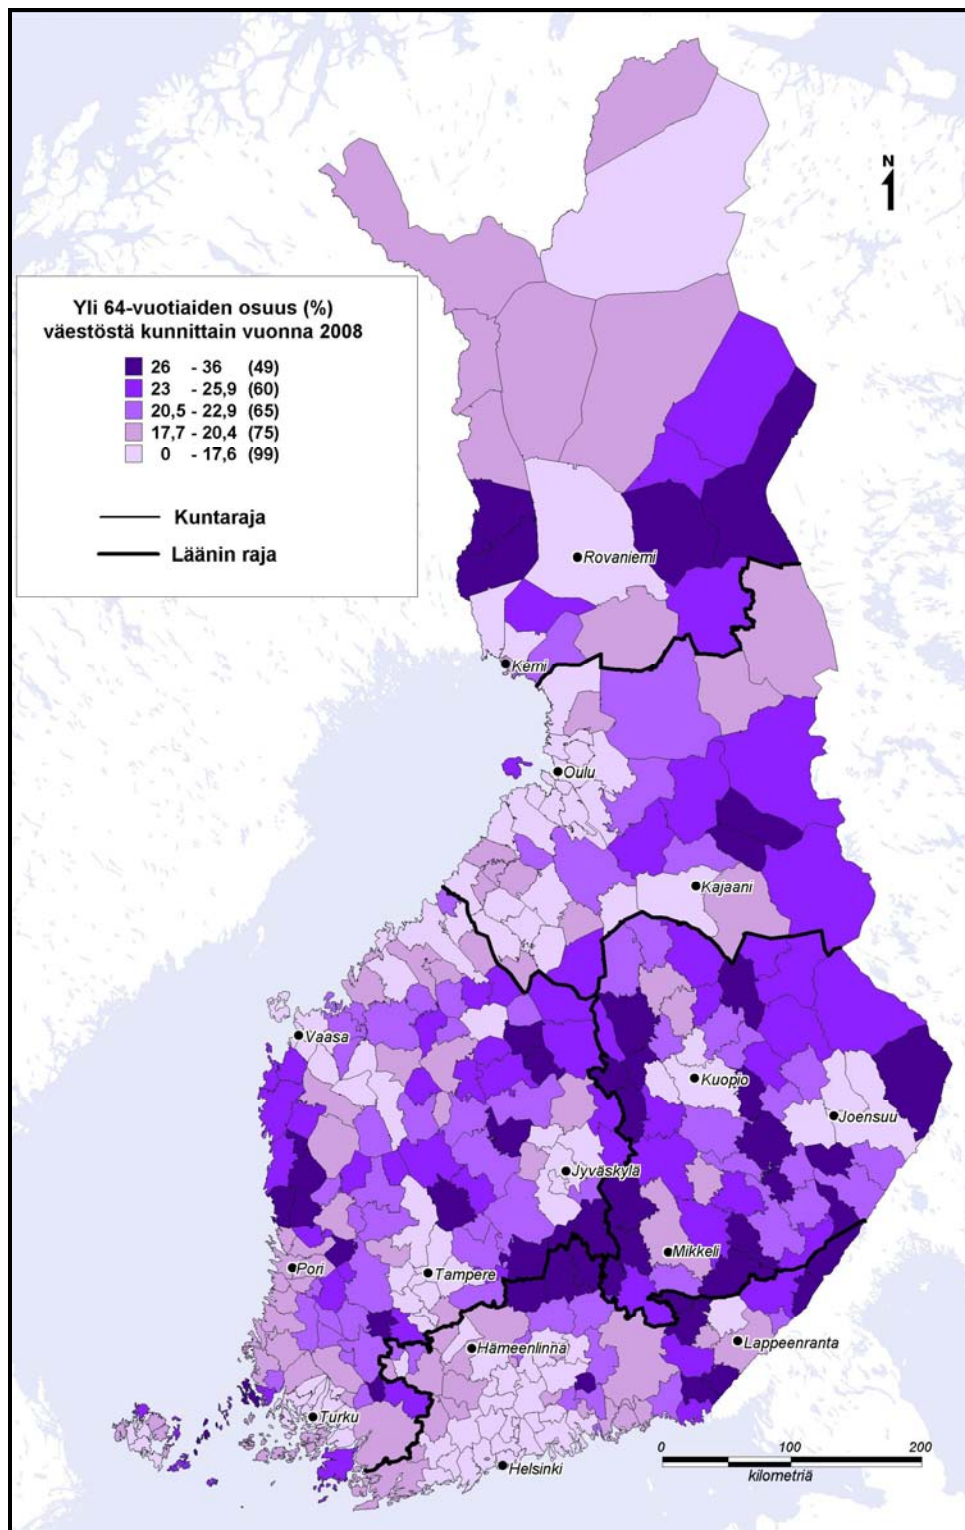 N
Yli 64-vuotiaiden osuus (%)
väestöstä kunnittain vuonna 2008
26 - 36 (49)
23 - 25,9 (60)
20,5 - 22,9 (65)
17,7 - 20,4 (75)
0 - 17,6 (99)
Kuntaraja
Läänin raja
Rovaniemi
Kemi
Oulu
Kajaani
Vaasa
Kuopio
Joensuu
Jyväskylä
Mikkeli
Pori
Tampere
Lappeenranta
Hämeenlinna
Turku
Helsinki
0 100 200
kilometriä